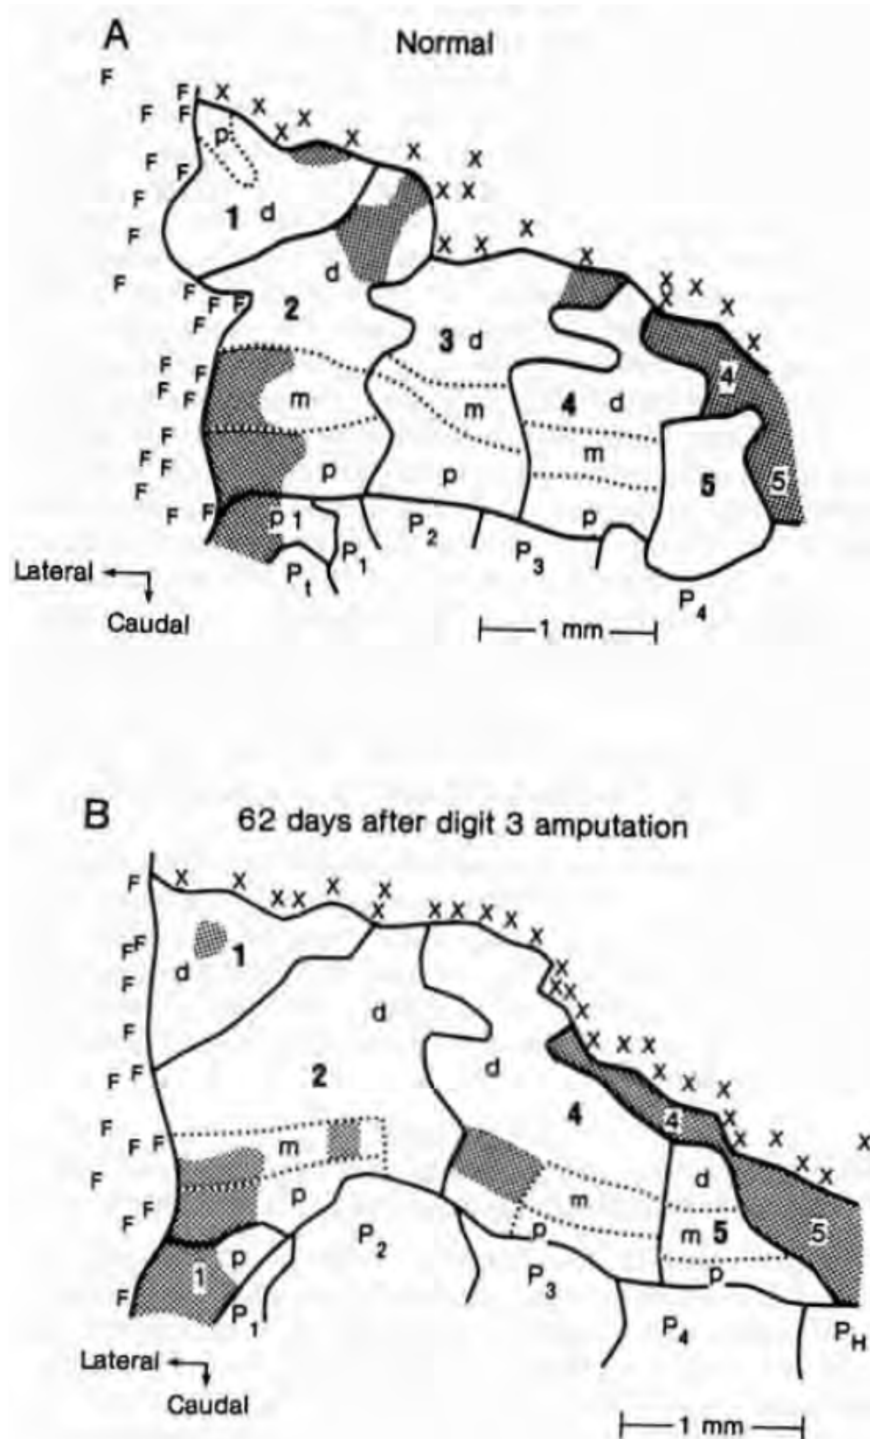 A
Normal
F
F F X
F F X X
X
p X X
F F X
X X
F
1 d
F X X
X
F d X
F F F F X
F 2 X X
3 d X
F F
F F m 4
m 4 d
F m
F F p p 5 5
F p
F F p 1 P2
Pt P1 P3
P4
Lateral
Caudal
1 mm
B
62 days after digit 3 amputation
F X X X X X
X X X X X X
F F 1
d X
F d X X
X
F d X X X
F F 2 4 X X X
4 X
F F F m X X
F d X X
m
F F p m 5 5
p
1 p P2 p
F P1 P3 P4 PH
Lateral
Caudal
1 mm